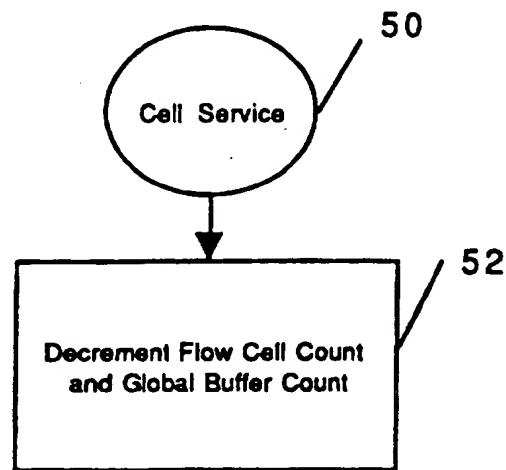 50
Cell Service
52
Decrement Flow Cell Count
and Global Buffer Count